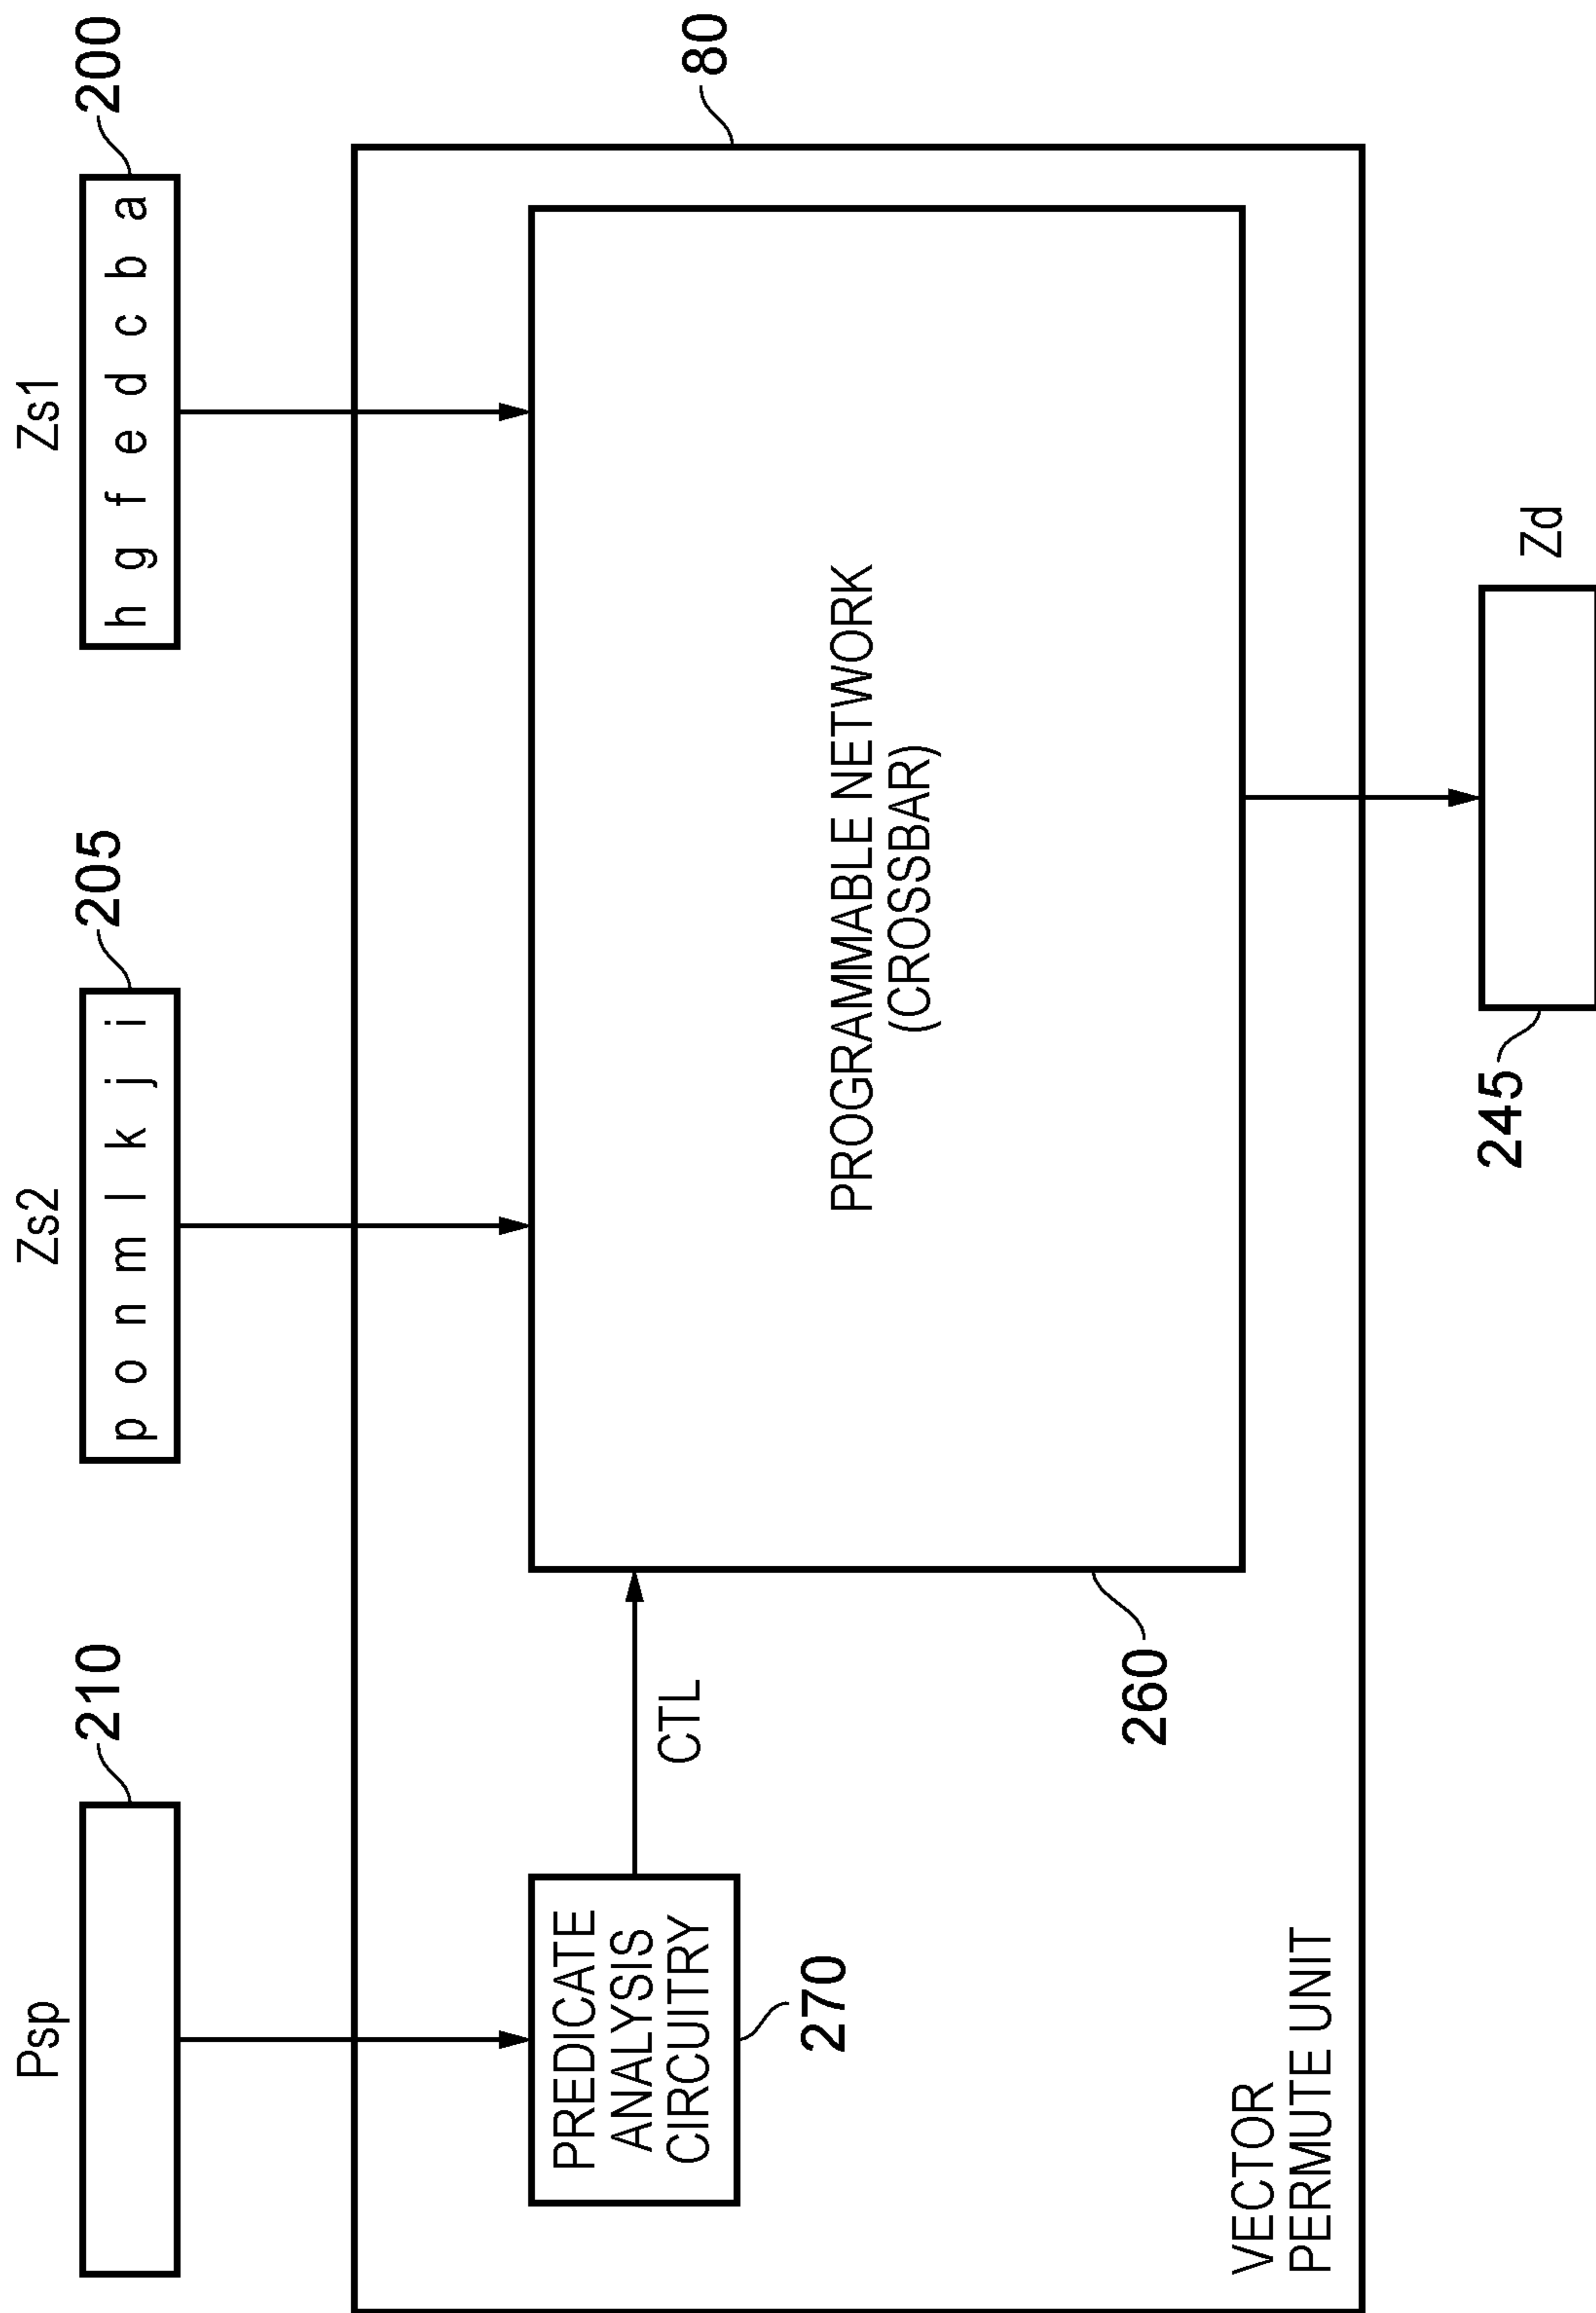 Psp
Zs2
Zs1
210
205
200
p o n m l k j i
h g f e d c b a
80
PREDICATE
ANALYSIS
CIRCUITRY
270
CTL
PROGRAMMABLE NETWORK
(CROSSBAR)
260
VECTOR
PERMUTE UNIT
245
Zd